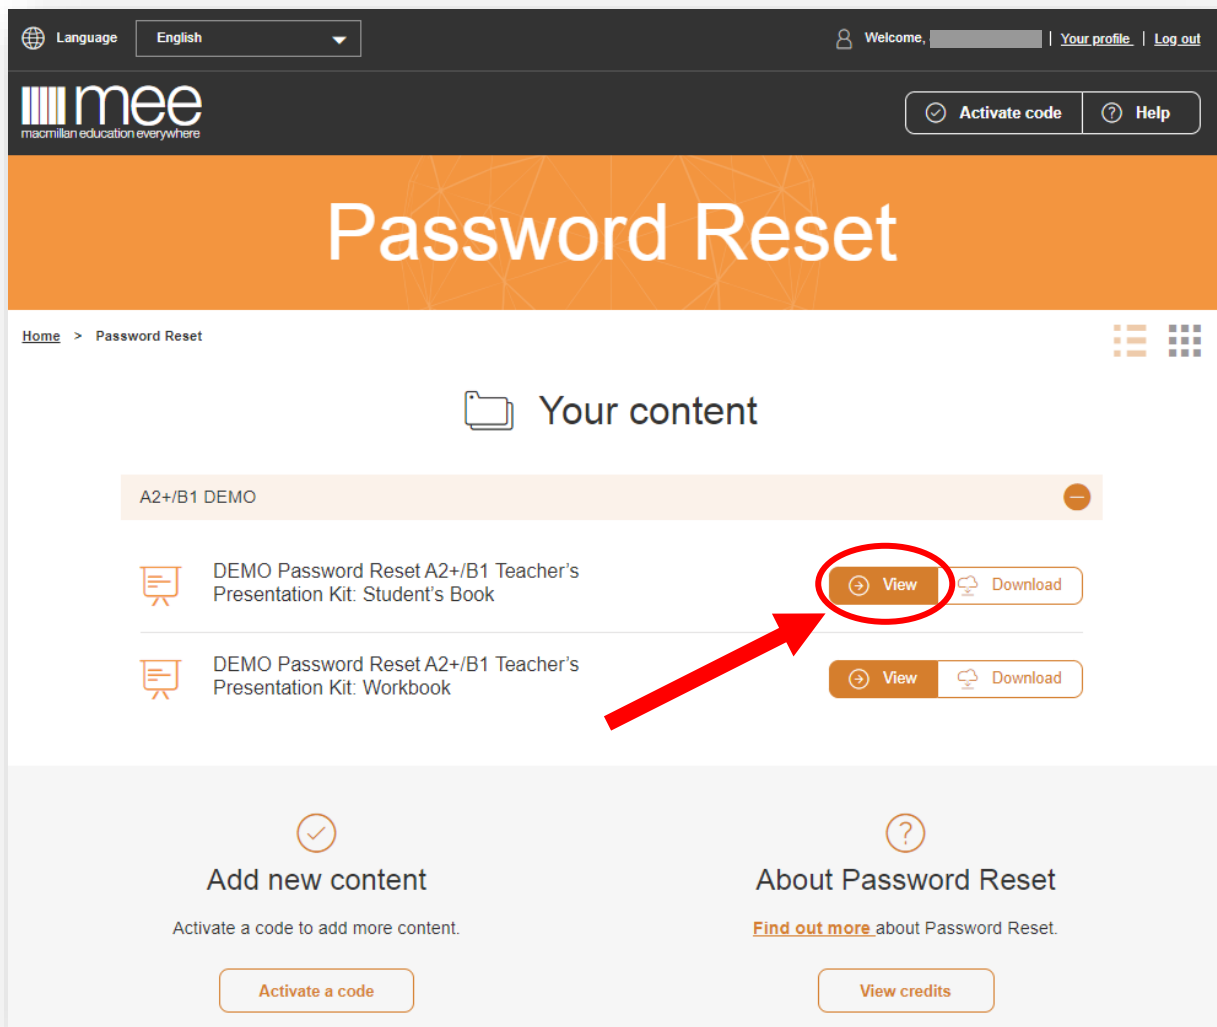 Language English Welcome, | Your profile | Log out
mee
macmillan education everywhere
Activate code Help
Password Reset
Home > Password Reset
Your content
A2+/B1 DEMO
DEMO Password Reset A2+/B1 Teacher's
Presentation Kit: Student's Book
View Download
DEMO Password Reset A2+/B1 Teacher's
Presentation Kit: Workbook
View Download
Add new content
Activate a code to add more content.
Activate a code
About Password Reset
Find out more about Password Reset.
View credits